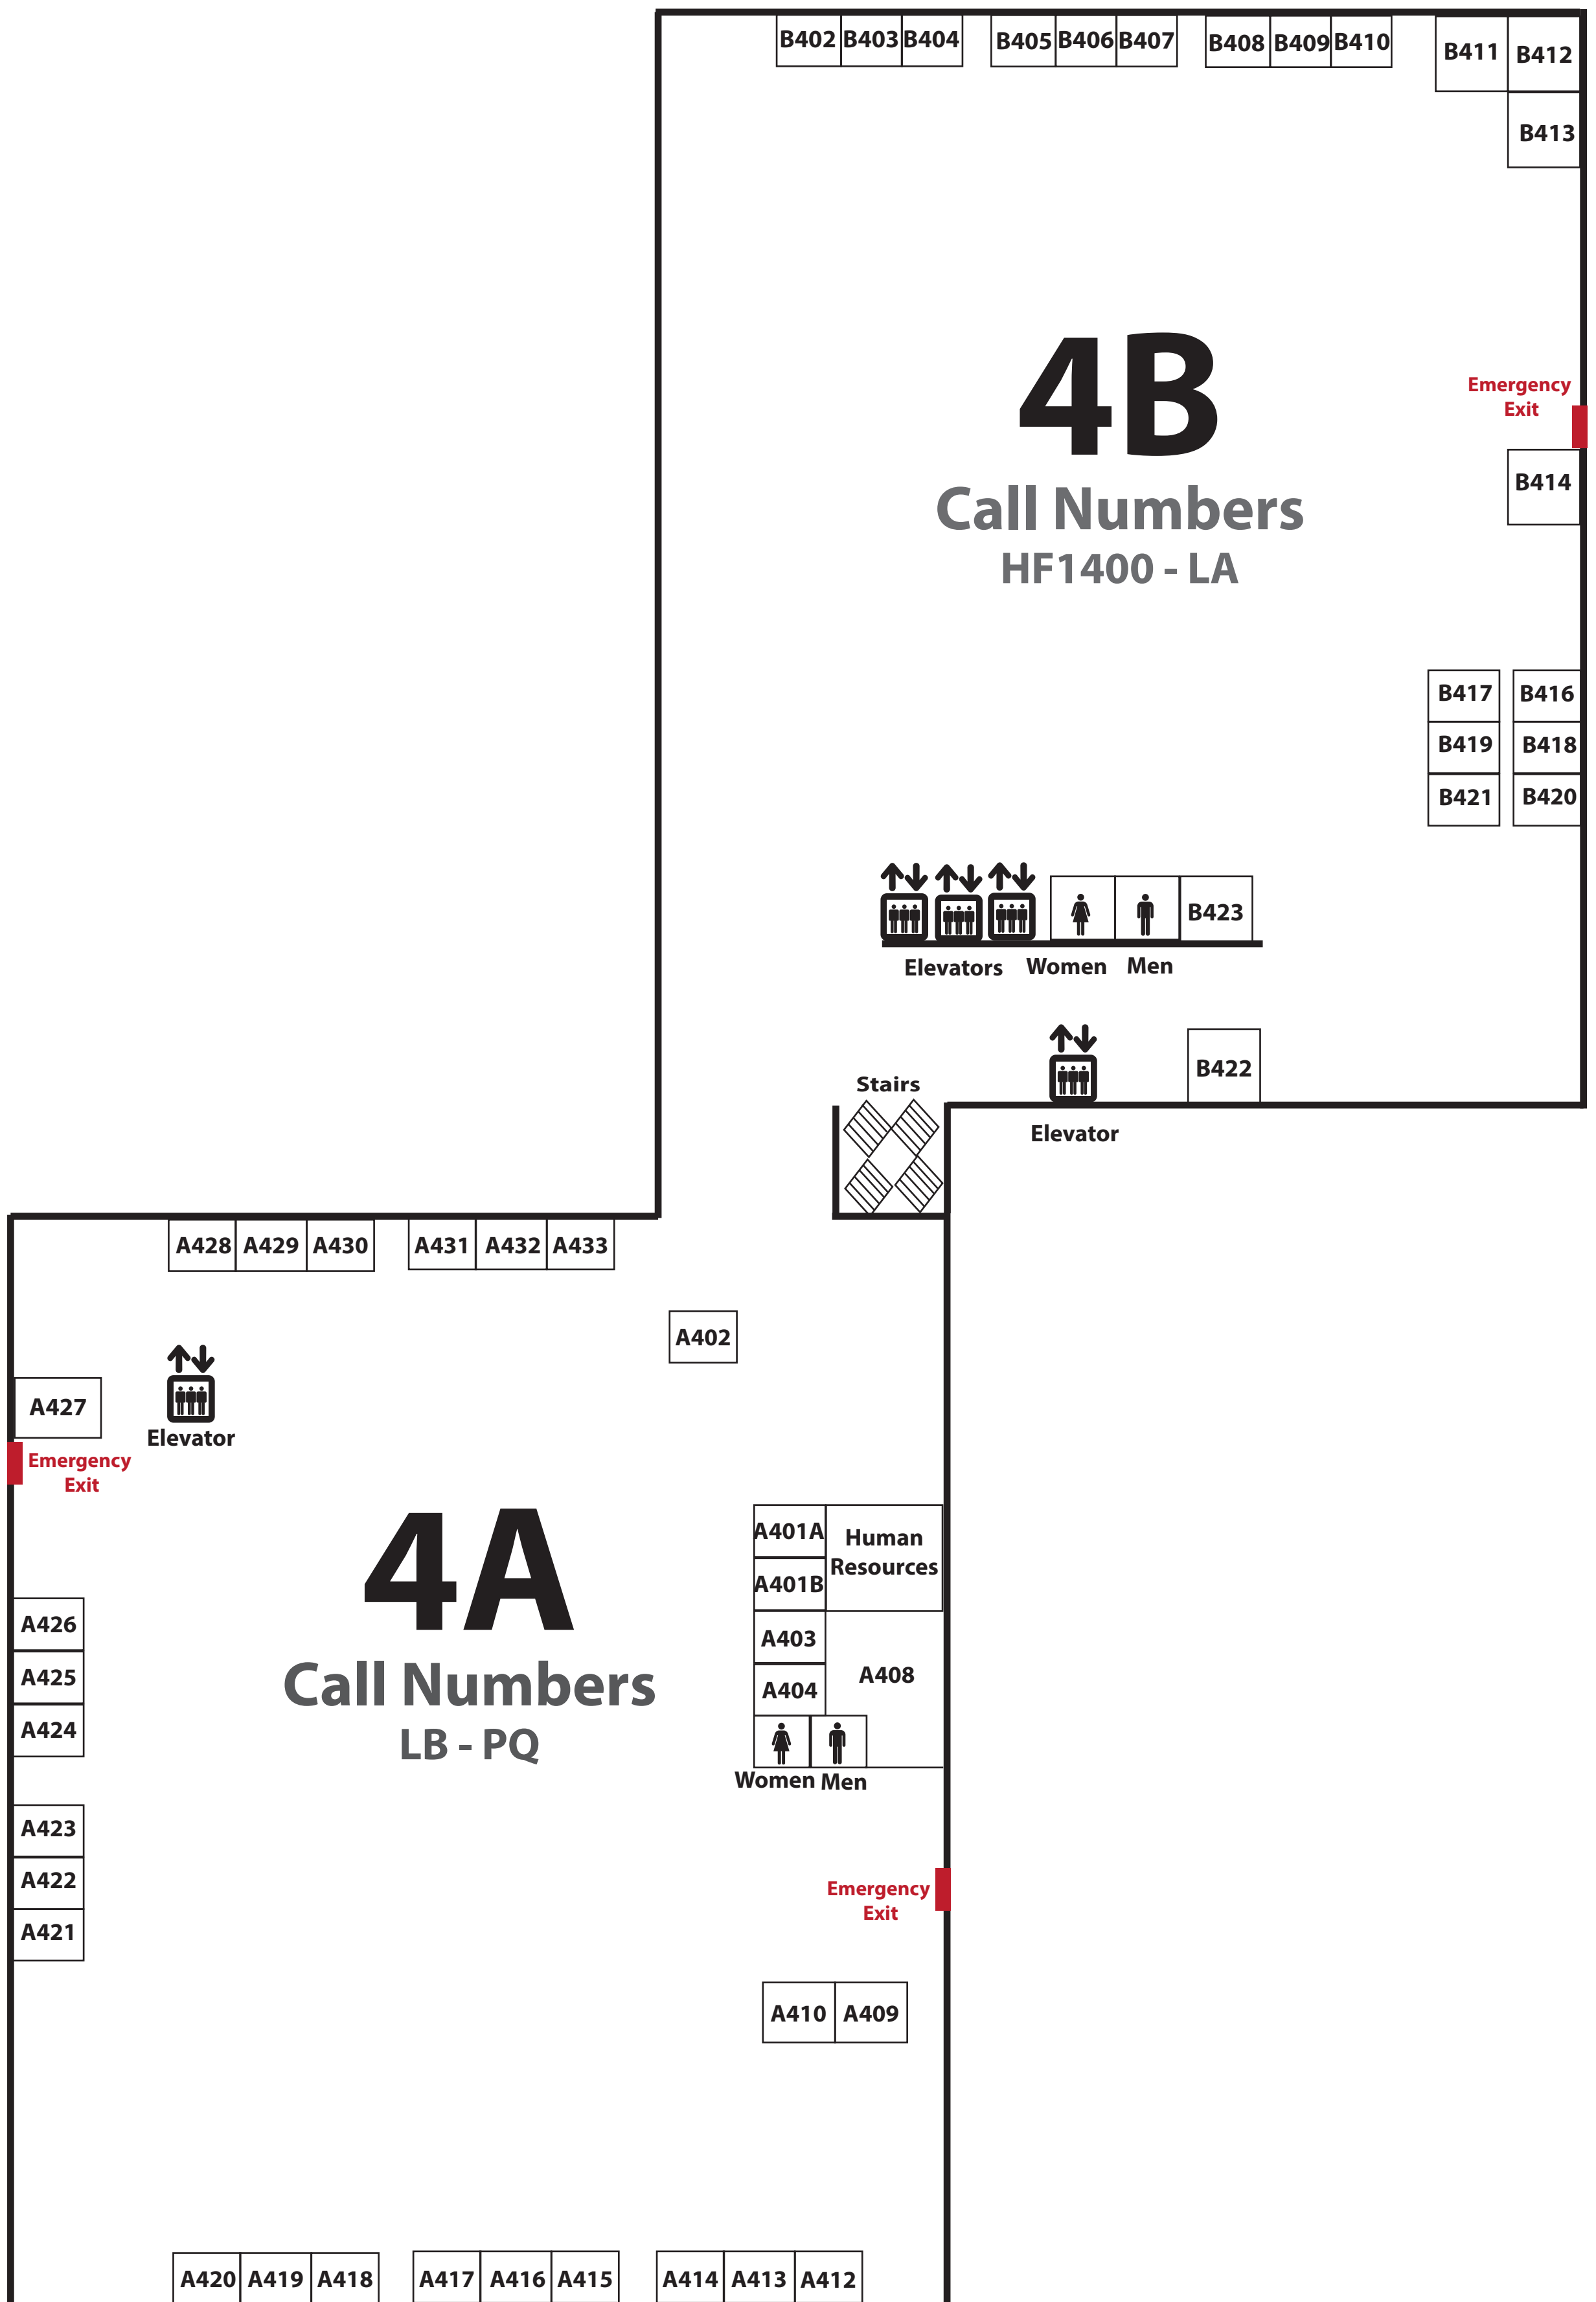 B402 B403 B404 B405 B406 B407 B408 B409 B410 B411 B412
B413
4B
Call Numbers
HF1400 - LA
Emergency
Exit
B414
B417 B416
B419 B418
B421 B420
B423
Elevators Women Men
B422
Stairs
Elevator
A428 A429 A430 A431 A432 A433
A402
A427
Elevator
Emergency
Exit
4A
Call Numbers
LB - PQ
A401A
Human
Resources
A401B
A403
A408
A404
Women Men
A426
A425
A424
A423
A422
A421
Emergency
Exit
A410 A409
A420 A419 A418 A417 A416 A415 A414 A413 A412